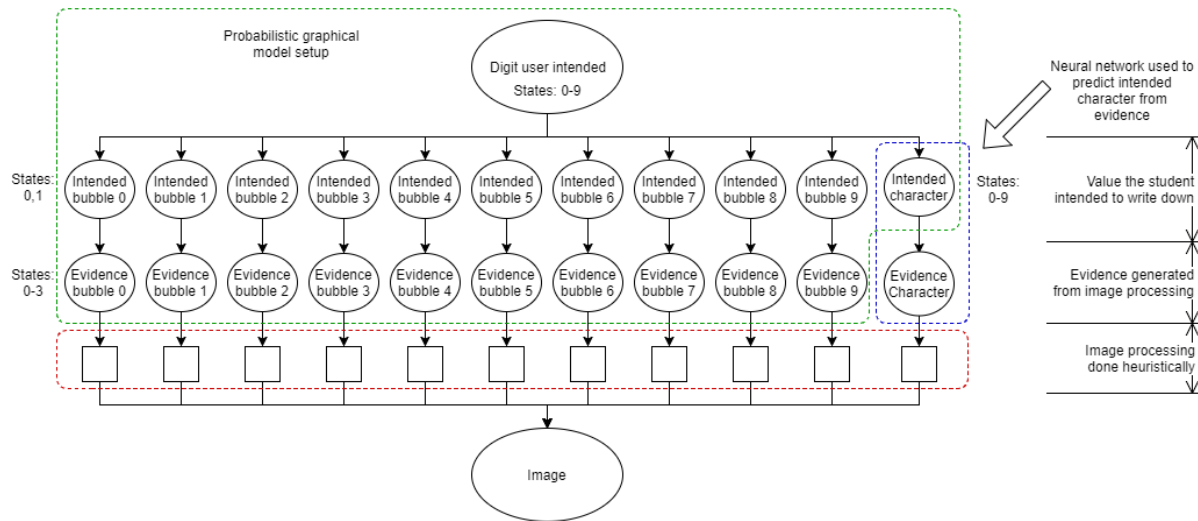 Probabilistic graphical
model setup
Digit user intended
States: 0-9
Neural network used to
predict intended
character from
evidence
States:
0,1
Intended
bubble 0
Intended
bubble 1
Intended
bubble 2
Intended
bubble 3
Intended
bubble 4
Intended
bubble 5
Intended
bubble 6
Intended
bubble 7
Intended
bubble 8
Intended
bubble 9
Intended
character
States:
0-9
Value the student
intended to write down
States:
0-3
Evidence
bubble 0
Evidence
bubble 1
Evidence
bubble 2
Evidence
bubble 3
Evidence
bubble 4
Evidence
bubble 5
Evidence
bubble 6
Evidence
bubble 7
Evidence
bubble 8
Evidence
bubble 9
Evidence
Character
Evidence generated
from image processing
Image processing
done heuristically
Image